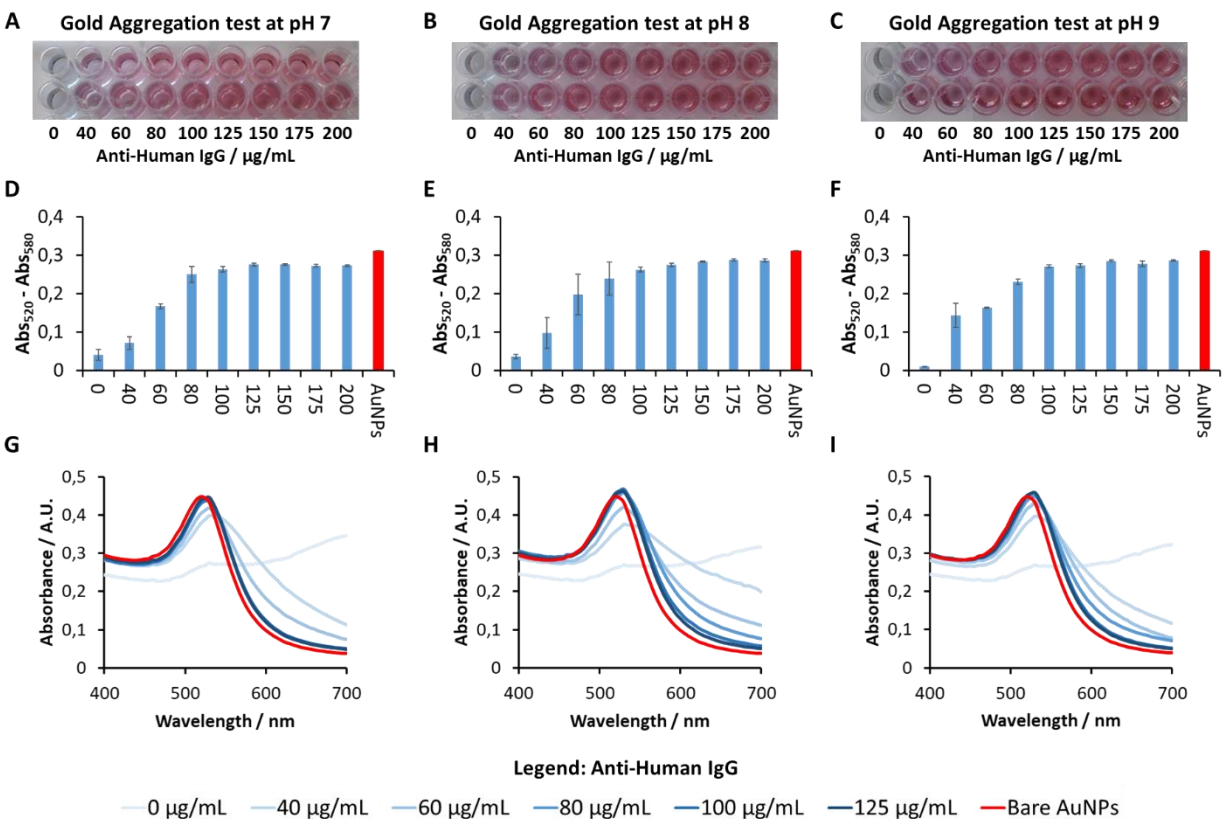 A Gold Aggregation test at pH 7
B Gold Aggregation test at pH 8
C Gold Aggregation test at pH 9
0 40 60 80 100 125 150 175 200
Anti-Human IgG / µg/mL
0 40 60 80 100 125 150 175 200
Anti-Human IgG / µg/mL
0 40 60 80 100 125 150 175 200
Anti-Human IgG / µg/mL
D
Abs520 - Abs580
0,4
0,3
0,2
0,1
0
0 40 60 80 100 125 150 175 200 AuNPs
E
Abs520 - Abs580
0,4
0,3
0,2
0,1
0
0 40 60 80 100 125 150 175 200 AuNPs
F
Abs520 - Abs580
0,4
0,3
0,2
0,1
0
0 40 60 80 100 125 150 175 200 AuNPs
G
Absorbance / A.U.
0,5
0,4
0,3
0,2
0,1
0
400 500 600 700
Wavelength / nm
H
Absorbance / A.U.
0,5
0,4
0,3
0,2
0,1
0
400 500 600 700
Wavelength / nm
I
Absorbance / A.U.
0,5
0,4
0,3
0,2
0,1
0
400 500 600 700
Wavelength / nm
Legend: Anti-Human IgG
0 µg/mL 40 µg/mL 60 µg/mL 80 µg/mL 100 µg/mL 125 µg/mL Bare AuNPs